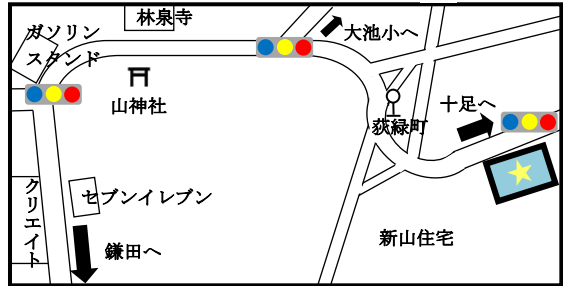 林泉寺
ガソリン
スタンド
大池小へ
山神社
荻緑町
十足へ
クリエイト
セブンイレブン
鎌田へ
新山住宅